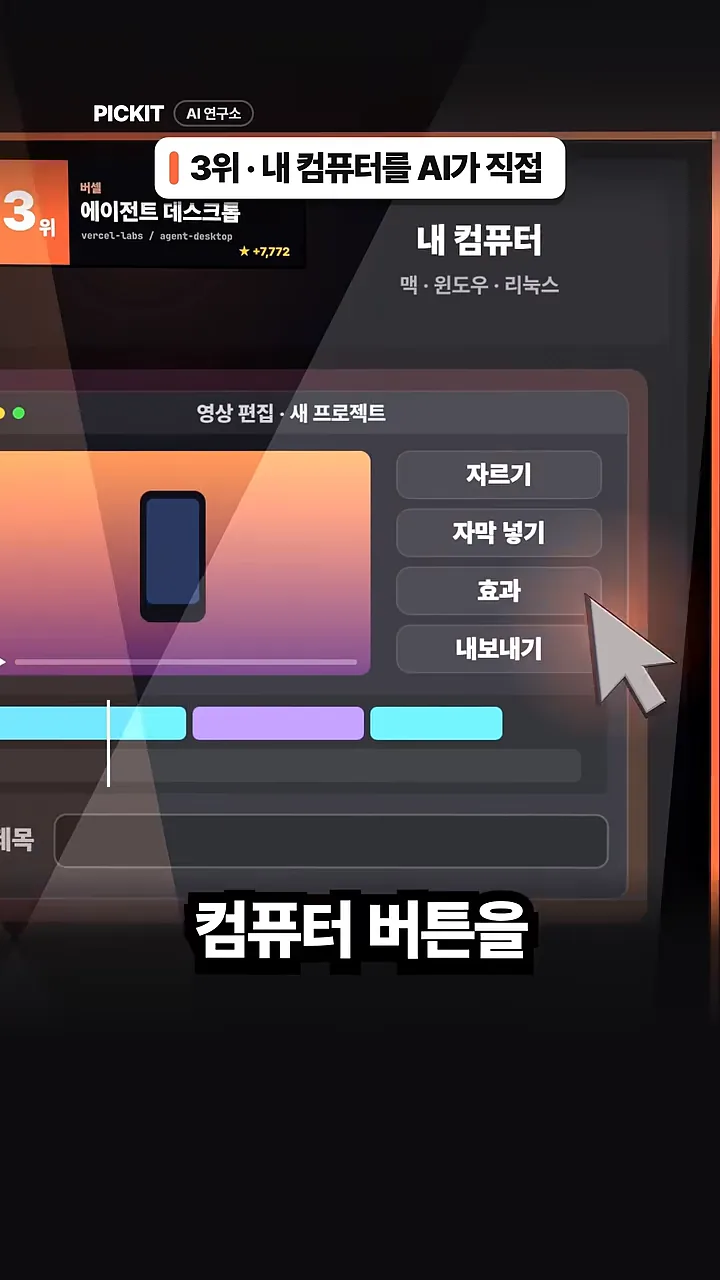 PICKIT AI 연구소
3위 · 내 컴퓨터를 AI가 직접
3위
버셀
에이전트 데스크톱
vercel-labs / agent-desktop
★ +7,772
내 컴퓨터
맥 · 윈도우 · 리눅스
영상 편집 · 새 프로젝트
자르기
자막 넣기
효과
내보내기
제목
컴퓨터 버튼을